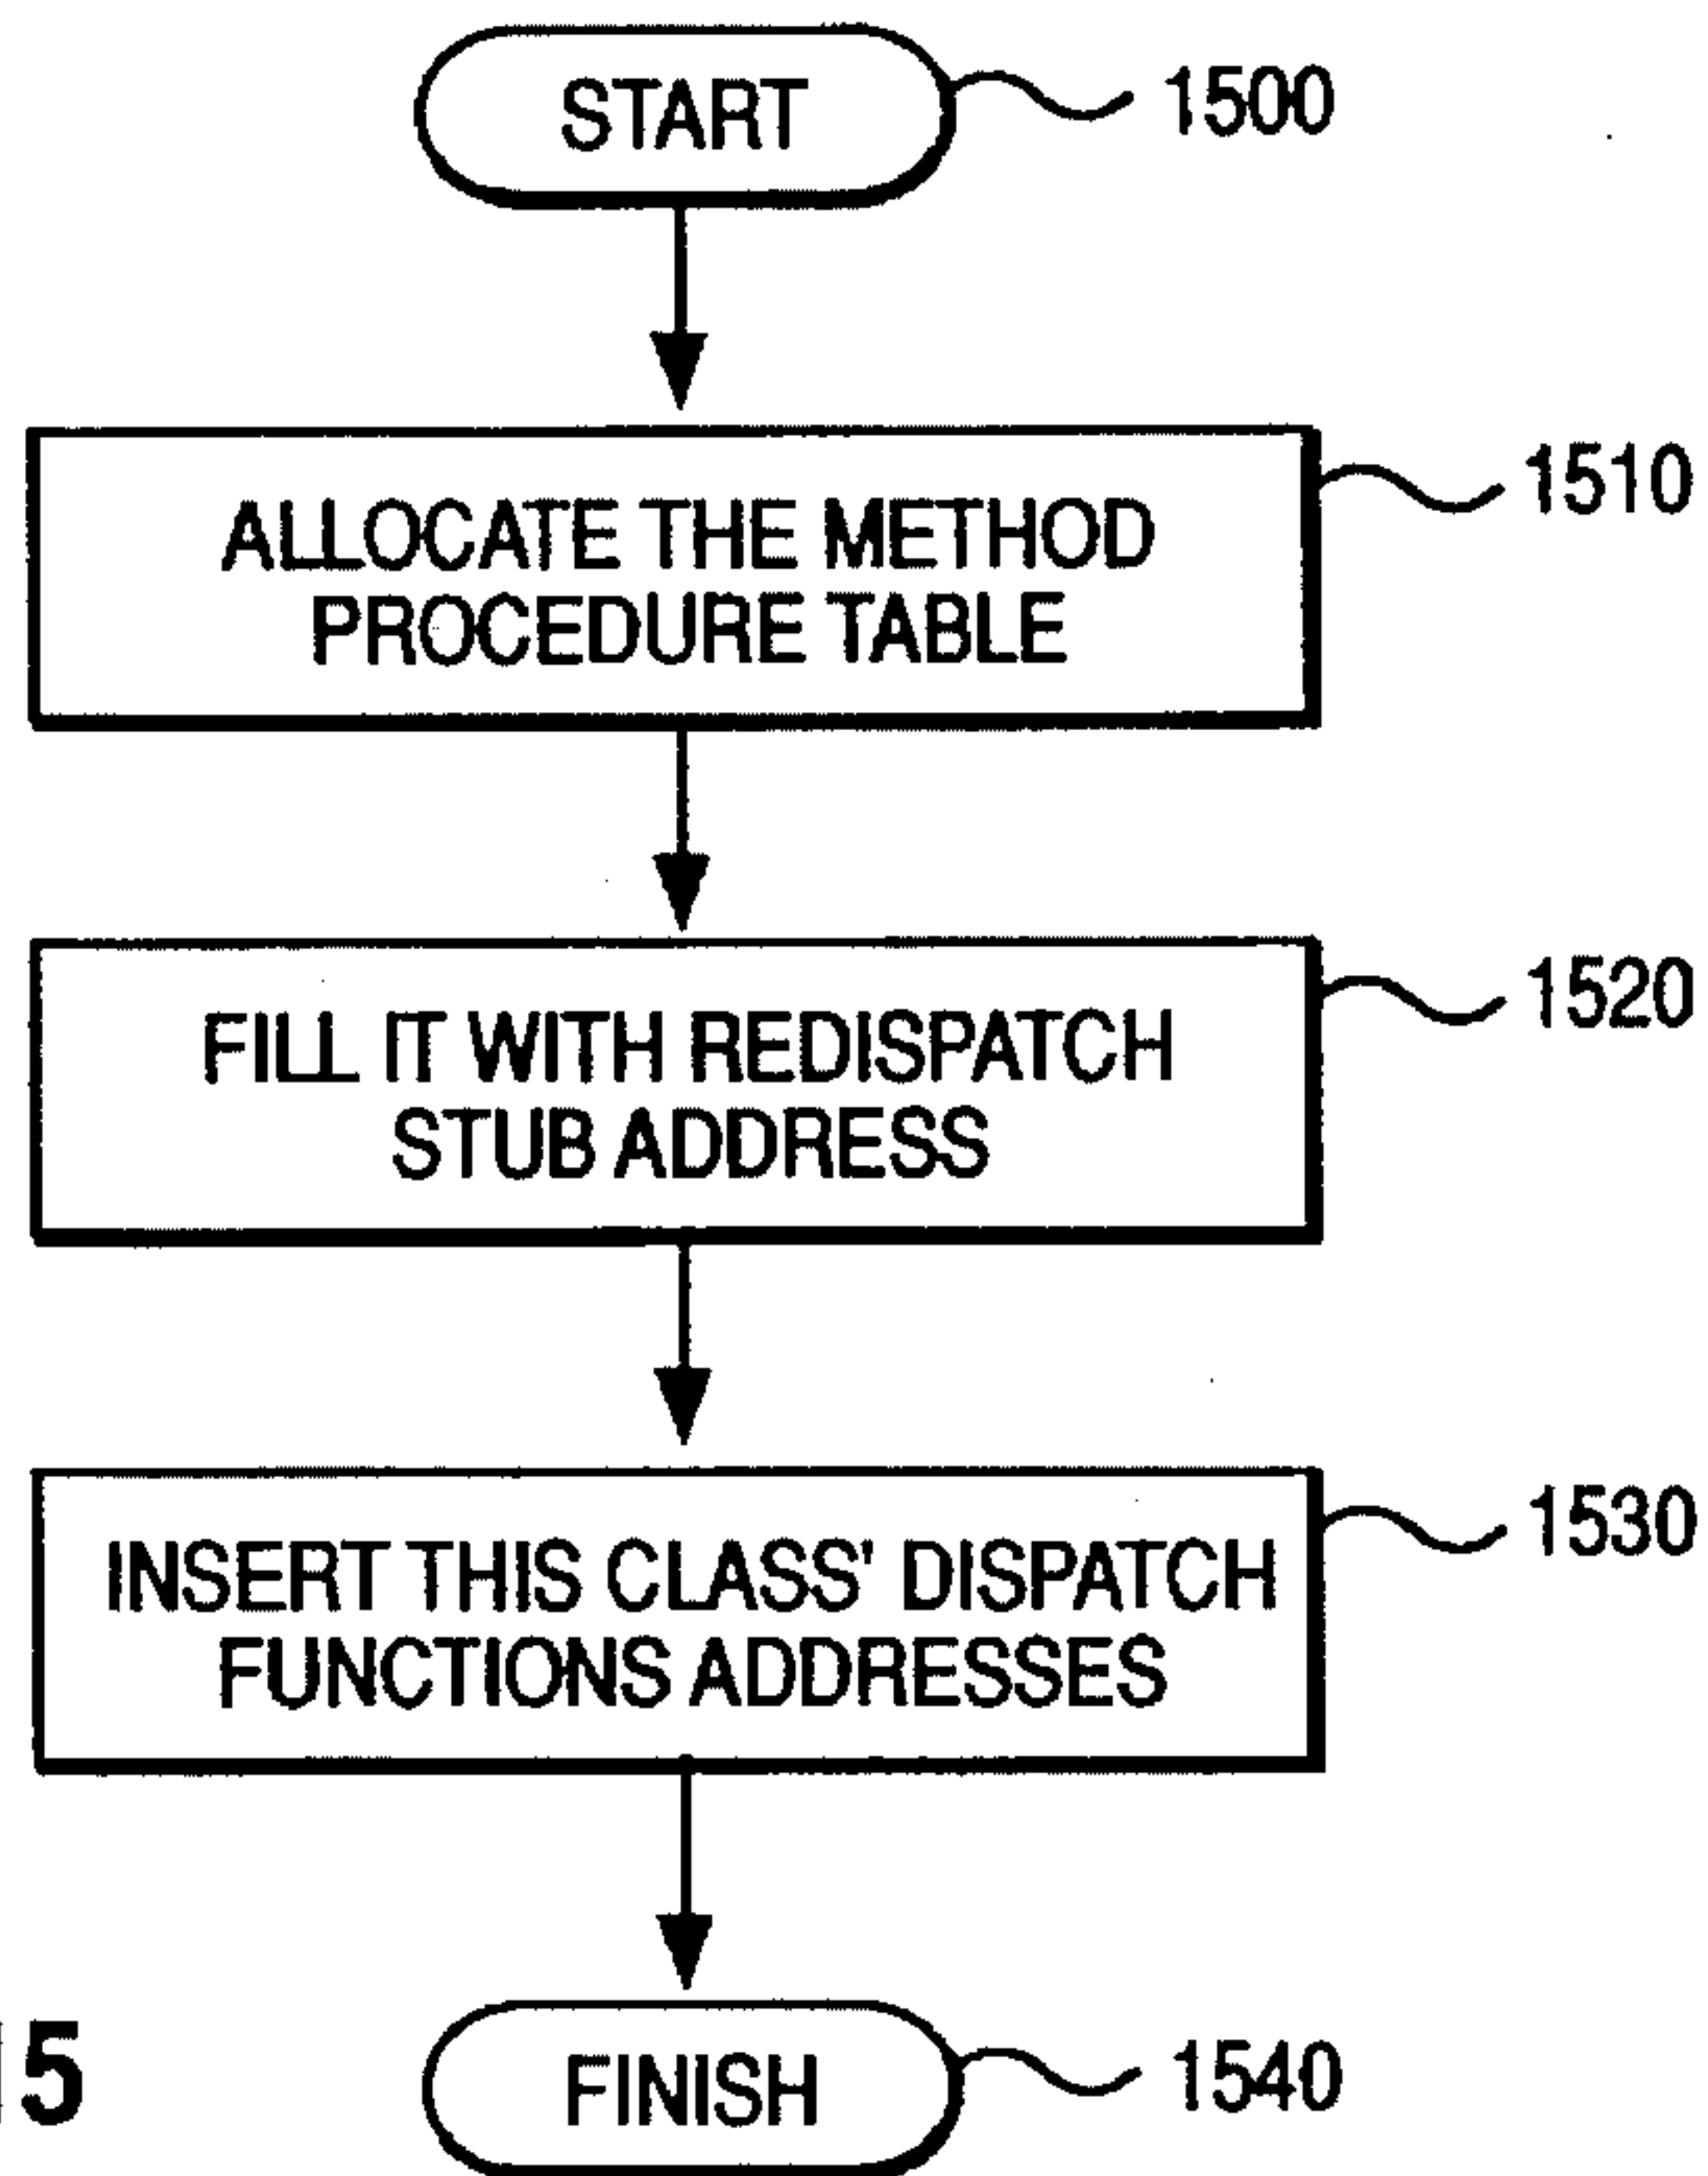 START
1500
ALLOCATE THE METHOD
PROCEDURE TABLE
1510
FILL IT WITH REDISPATCH
STUB ADDRESS
1520
INSERT THIS CLASS' DISPATCH
FUNCTIONS ADDRESSES
1530
FINISH
1540
15